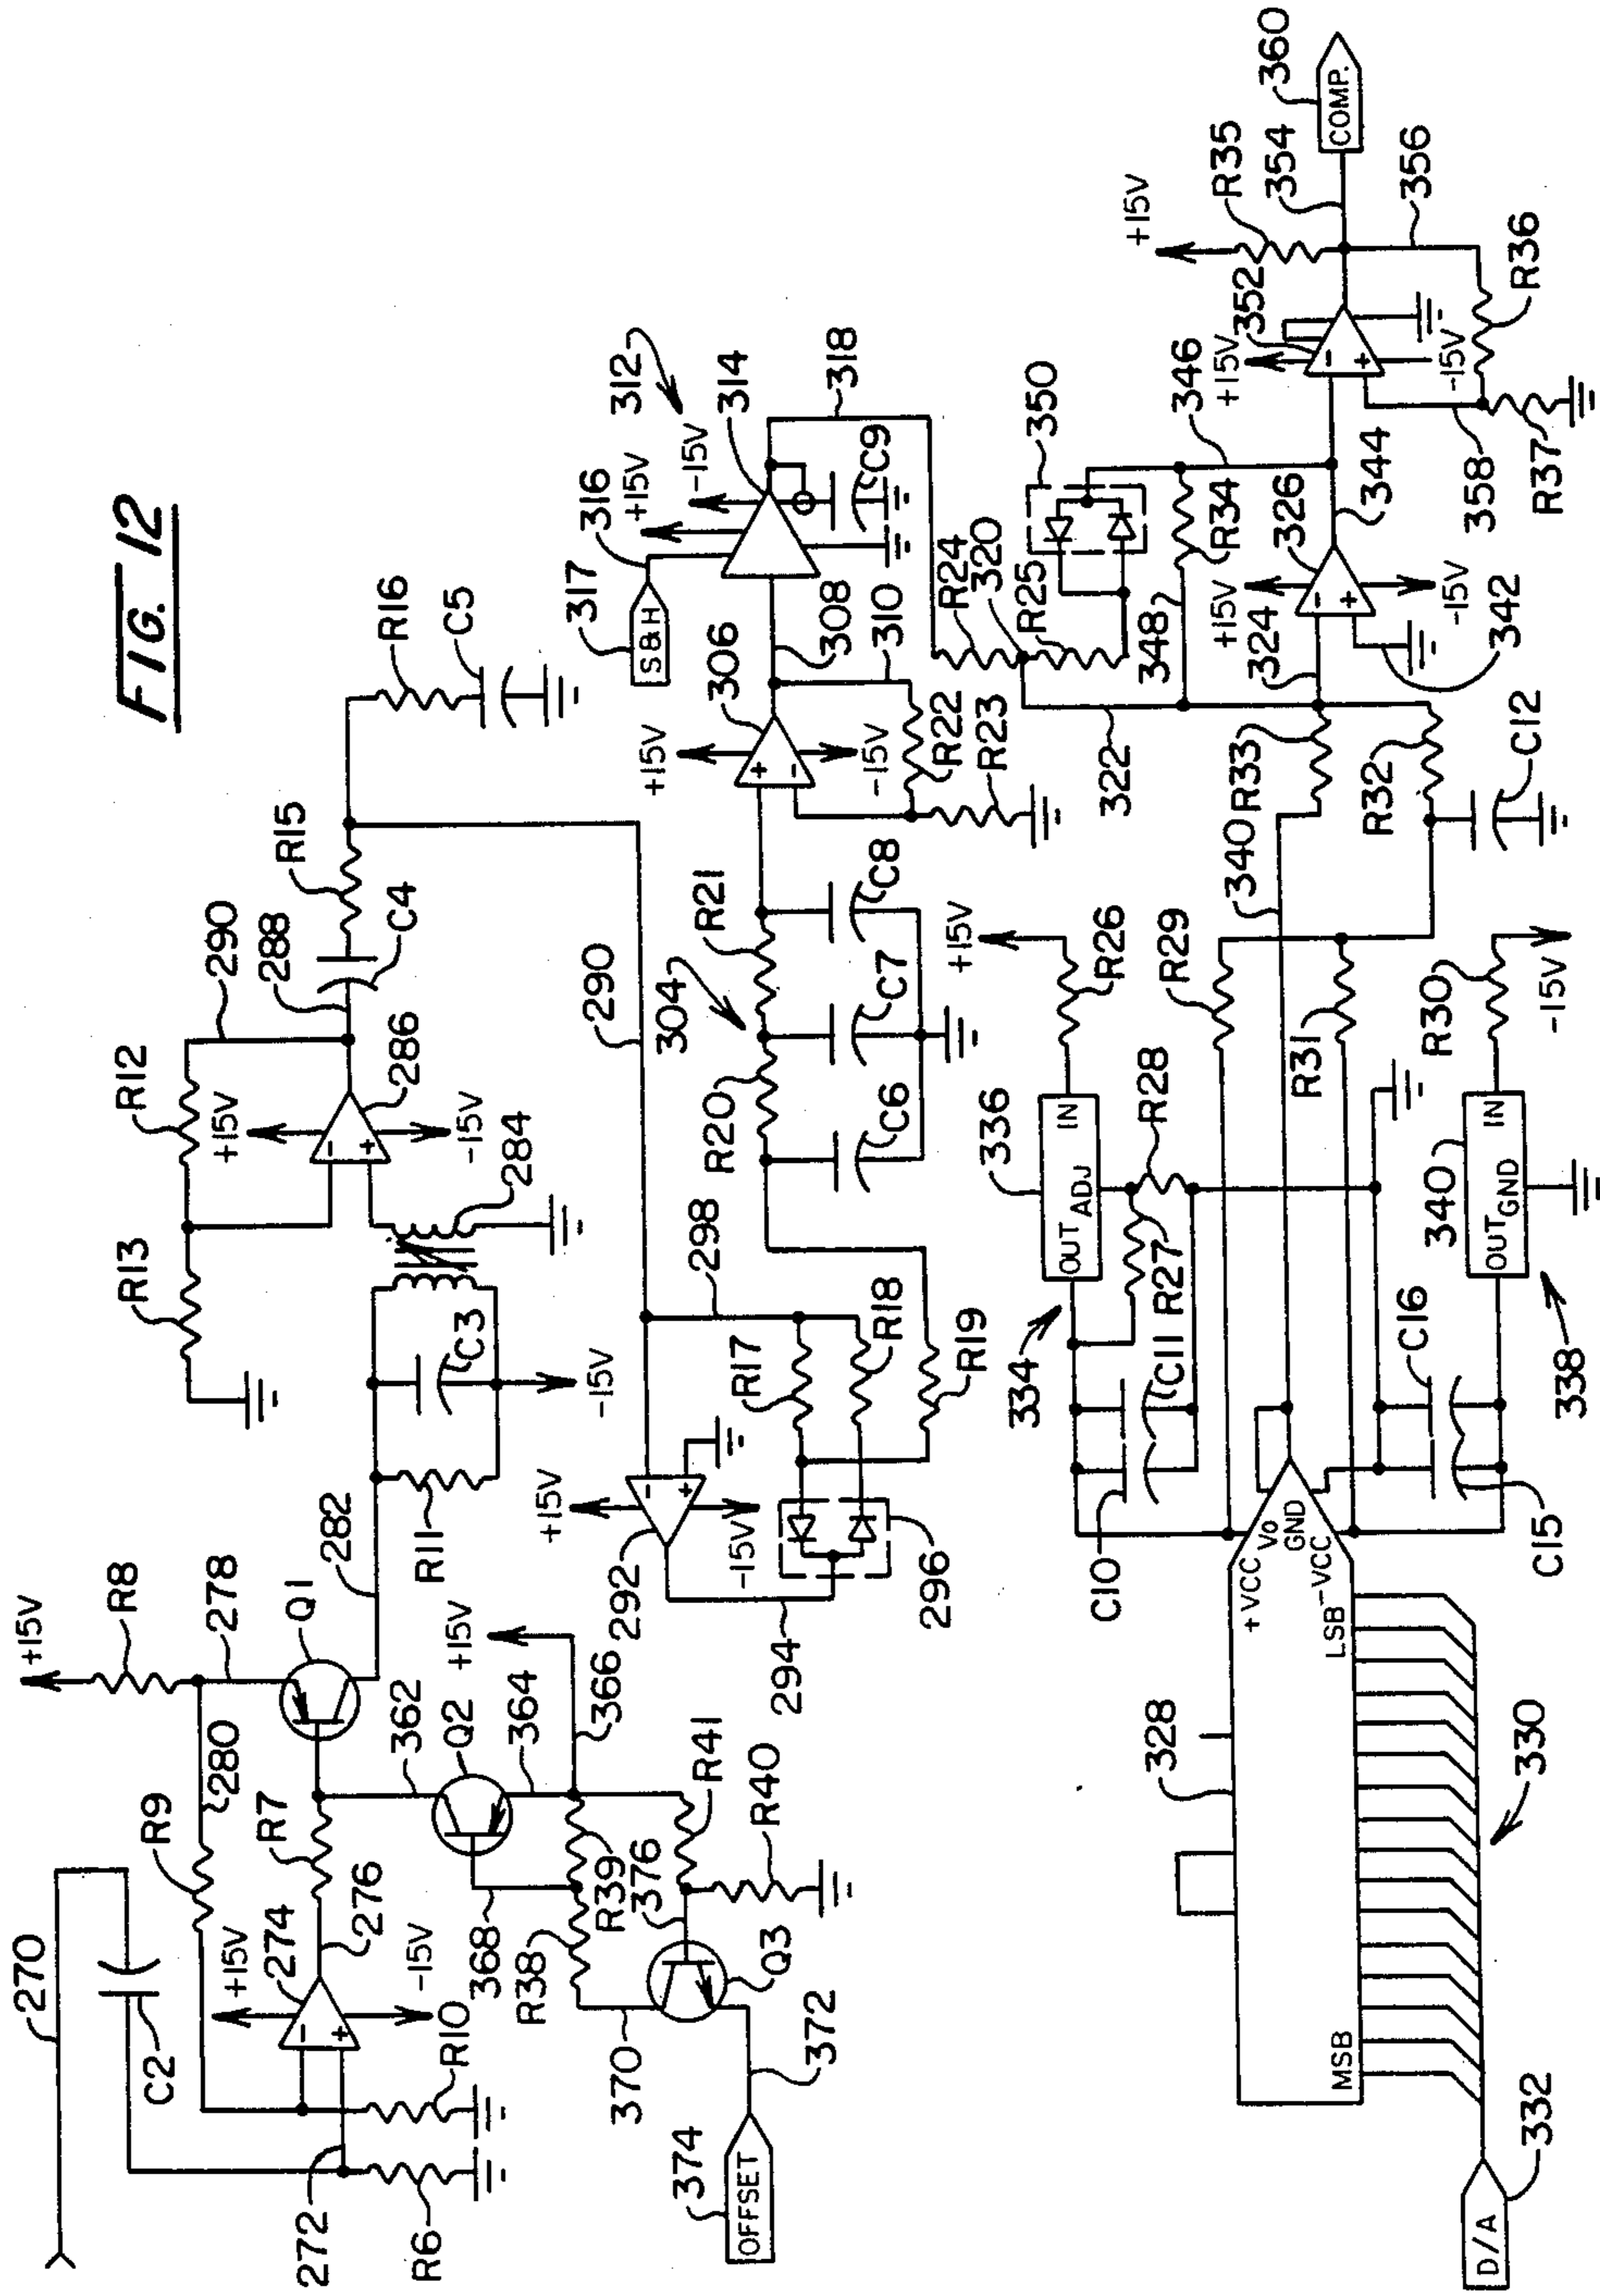 FIG. 12
270
C2
R9
280
+15V
R8
278
Q1
282
R11
C3
-15V
R13
R12
290
+15V
286
-15V
284
288
C4
R15
R16
C5
272
R6
R10
+15V
274
-15V
276
R7
362
Q2
+15V
364
366
368
R39
R38
376
R41
R40
Q3
370
372
374
OFFSET
290
+15V
292
-15V
294
296
298
R17
R18
R19
R20
304
R21
C6
C7
C8
+15V
306
-15V
308
310
R22
R23
317
S&H
316
+15V
-15V
312
314
C9
318
R24
320
R25
350
322
348
R34
346
+15V
324
326
-15V
342
344
+15V
352
-15V
358
R37
R36
356
354
R35
+15V
360
COMP.
340
R33
R32
C12
+15V
R26
336
IN
OUT
ADJ
R28
R27
334
C11
C10
R29
R31
R30
-15V
340
IN
OUT
GND
338
C16
C15
+VCC
Vo
GND
-VCC
LSB
MSB
328
330
332
D/A